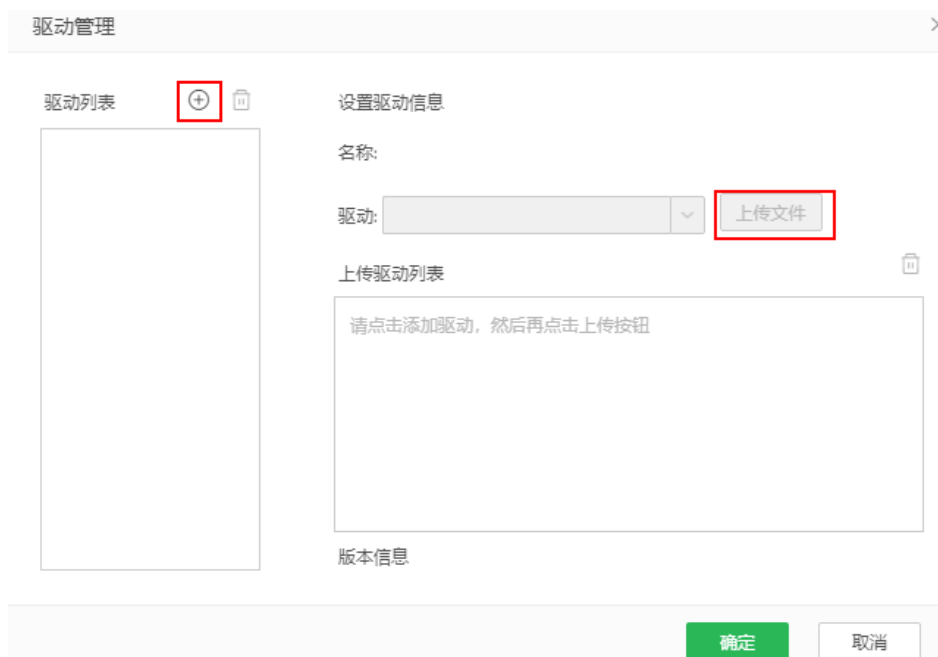 驱动管理
驱动列表
设置驱动信息
名称:
驱动:
上传文件
上传驱动列表
请点击添加驱动，然后再点击上传按钮
版本信息
确定
取消